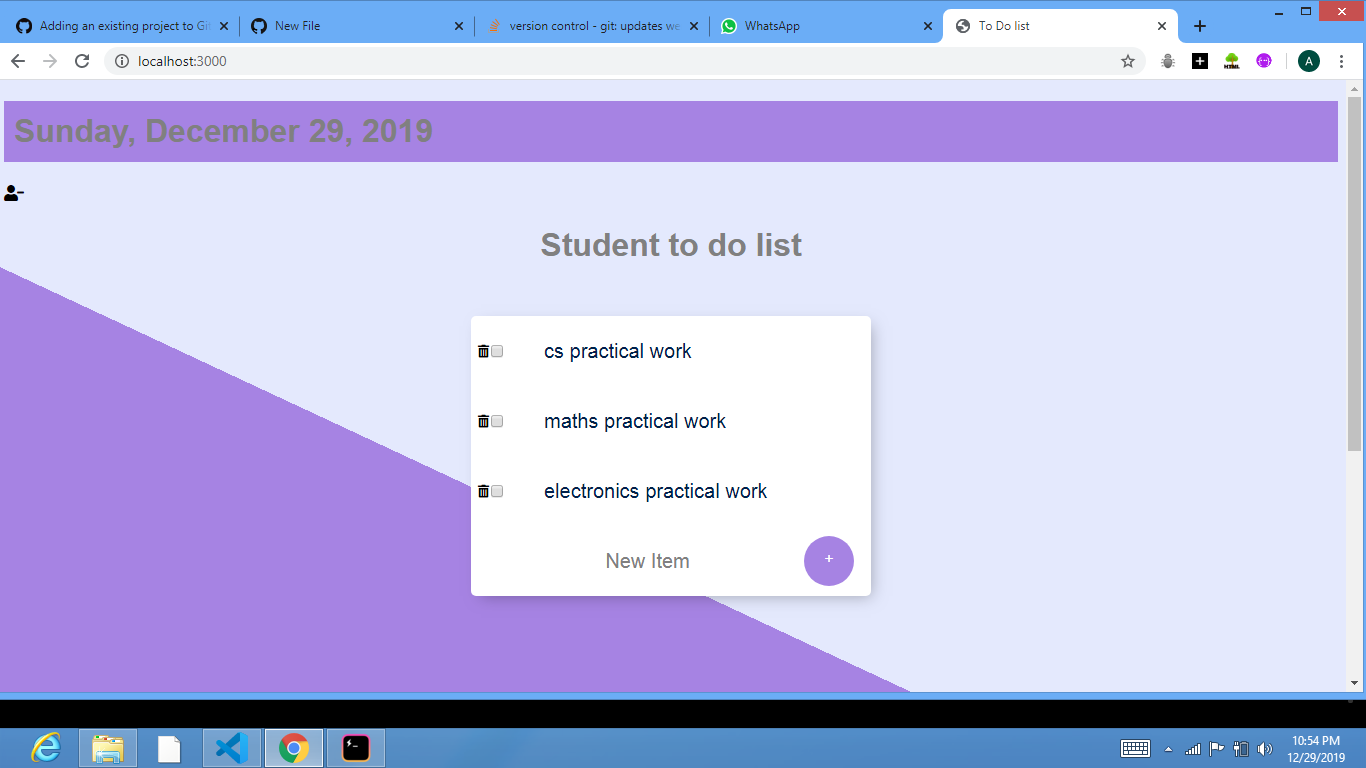 Adding an existing project to Git
New File
version control - git: updates we
WhatsApp
To Do list
localhost:3000
HTML
A
Sunday, December 29, 2019
Student to do list
cs practical work
maths practical work
electronics practical work
New Item
+
10:54 PM
12/29/2019